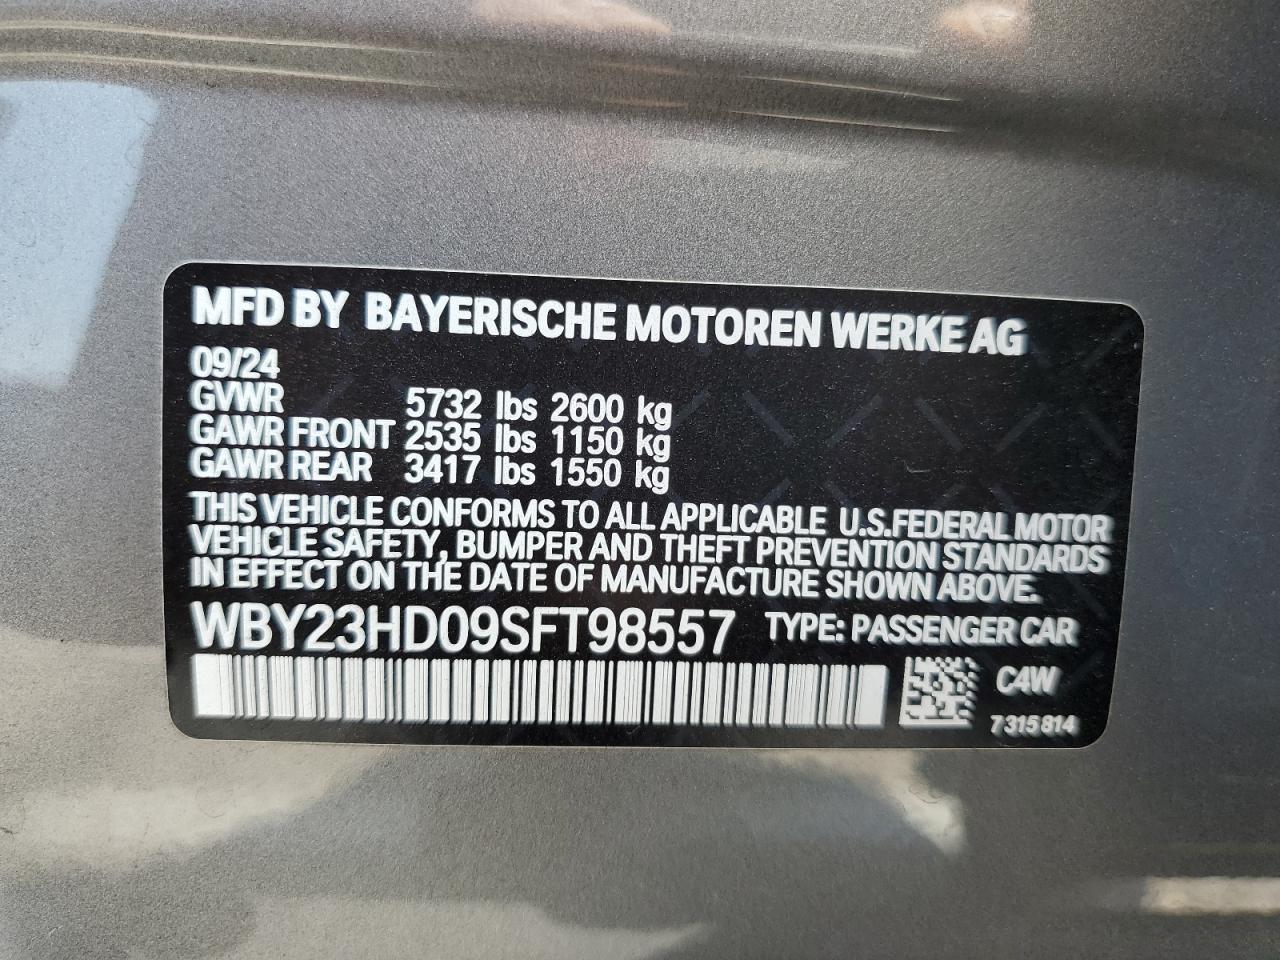 MFD BY BAYERISCHE MOTOREN WERKE AG
09/24
GVWR 5732 lbs 2600 kg
GAWR FRONT 2535 lbs 1150 kg
GAWR REAR 3417 lbs 1550 kg
THIS VEHICLE CONFORMS TO ALL APPLICABLE U.S.FEDERAL MOTOR
VEHICLE SAFETY, BUMPER AND THEFT PREVENTION STANDARDS
IN EFFECT ON THE DATE OF MANUFACTURE SHOWN ABOVE.
WBY23HD09SFT98557 TYPE: PASSENGER CAR
C4W
7 315 814